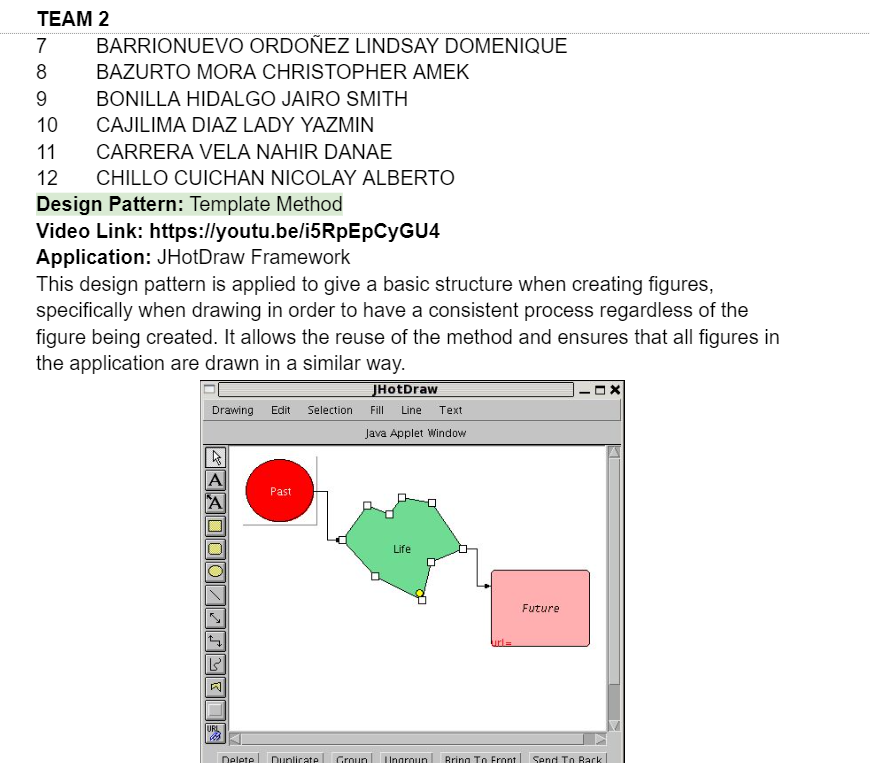 TEAM 2
7 BARRIONUEVO ORDOÑEZ LINDSAY DOMENIQUE
8 BAZURTO MORA CHRISTOPHER AMEK
9 BONILLA HIDALGO JAIRO SMITH
10 CAJILIMA DIAZ LADY YAZMIN
11 CARRERA VELA NAHIR DANAE
12 CHILLO CUICHAN NICOLAY ALBERTO
Design Pattern: Template Method
Video Link: https://youtu.be/i5RpEpCyGU4
Application: JHotDraw Framework
This design pattern is applied to give a basic structure when creating figures,
specifically when drawing in order to have a consistent process regardless of the
figure being created. It allows the reuse of the method and ensures that all figures in
the application are drawn in a similar way.
JHotDraw
Drawing Edit Selection Fill Line Text
Java Applet Window
A
A
Past
Life
Future
url=
URL
Delete Duplicate Group Ungroup Bring To Front Send To Back